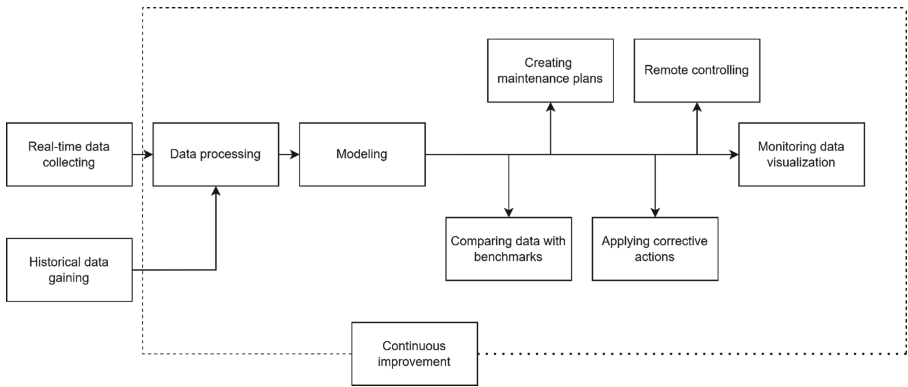 Creating
maintenance plans
Remote controlling
Real-time data
collecting
Data processing
Modeling
Monitoring data
visualization
Historical data
gaining
Comparing data with
benchmarks
Applying corrective
actions
Continuous
improvement